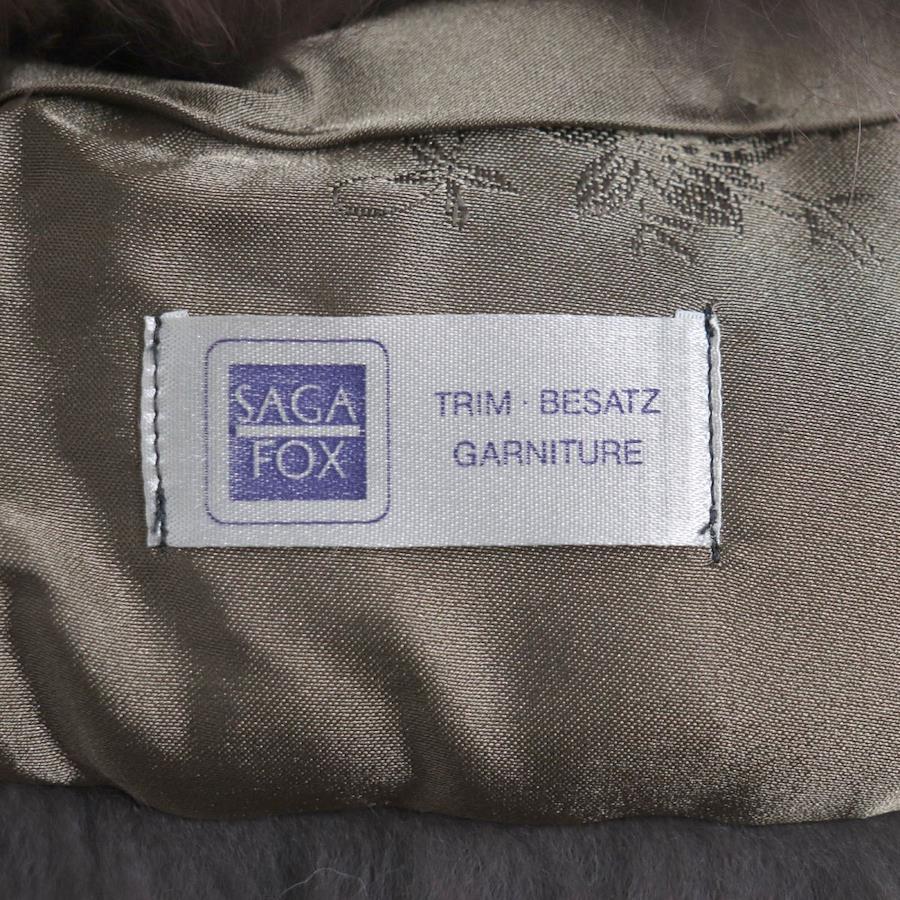 SAGA
FOX
TRIM · BESATZ
GARNITURE